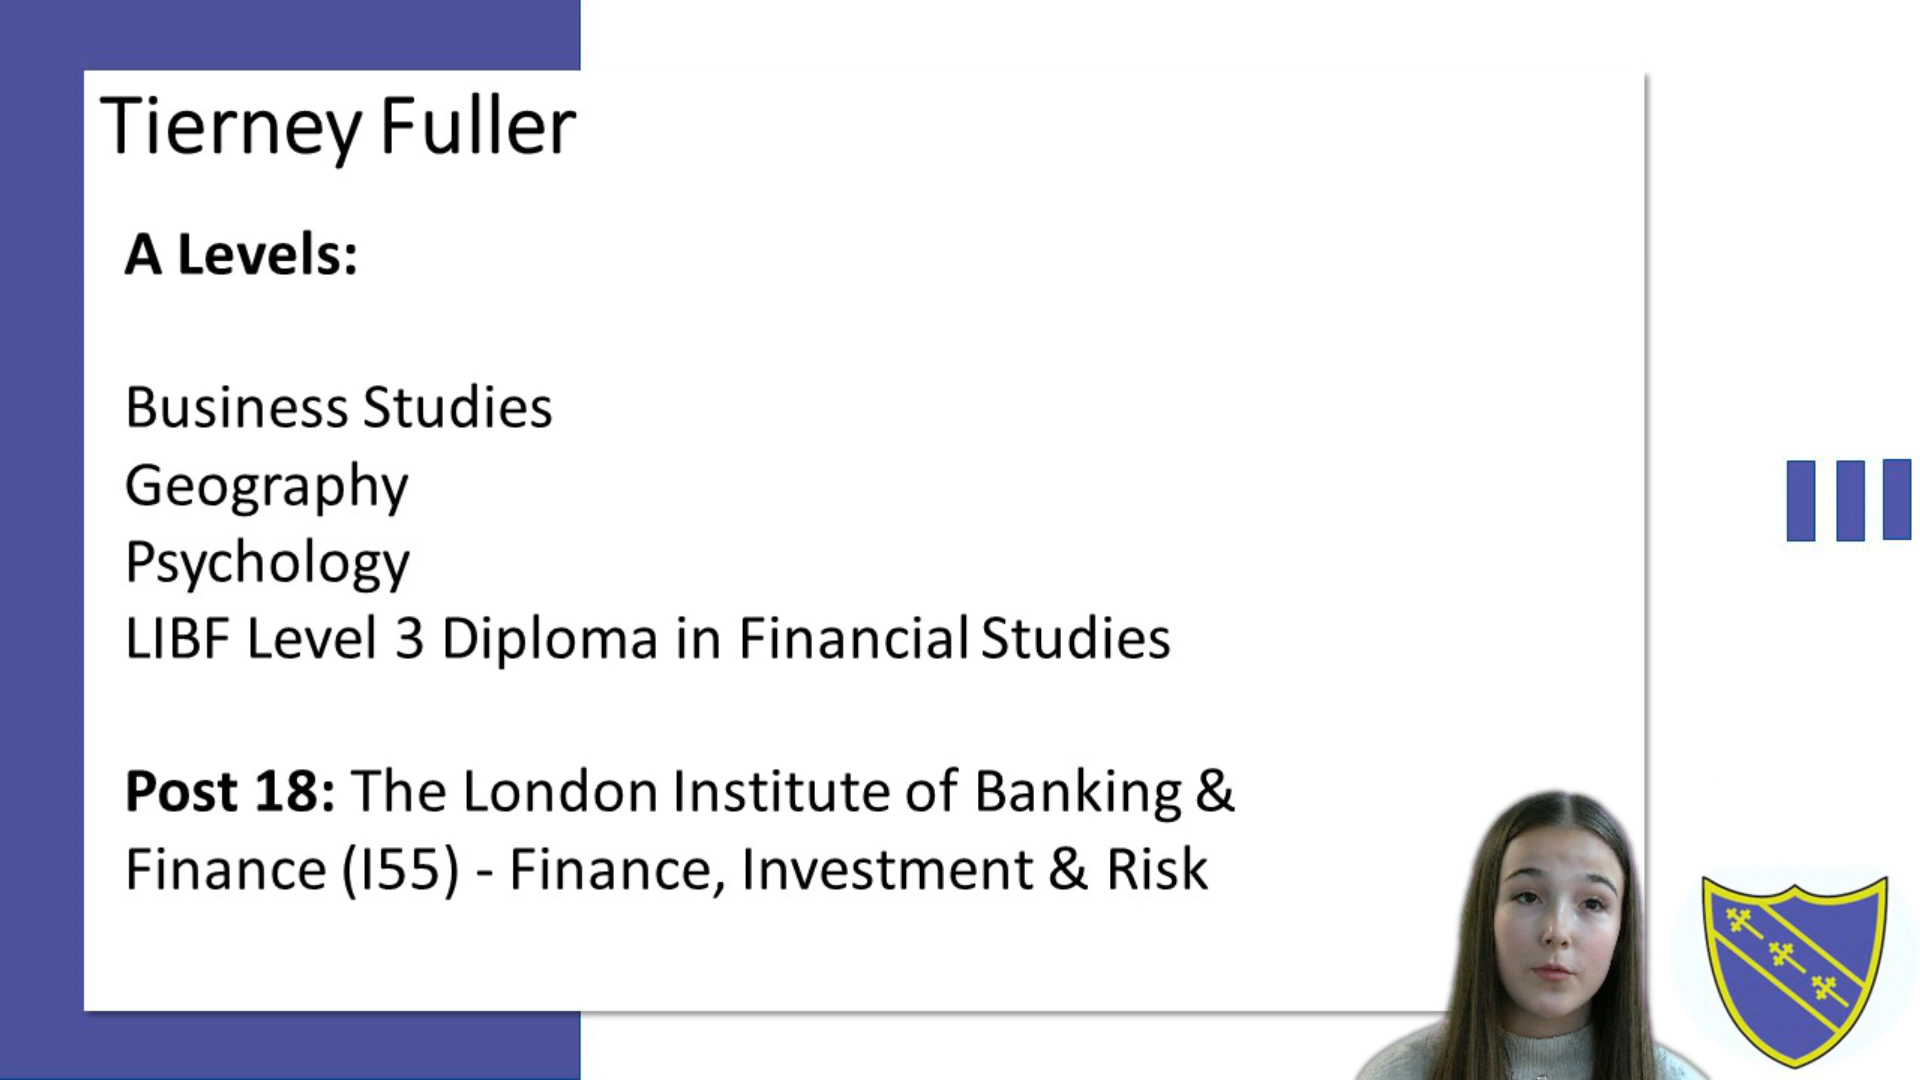 Tierney Fuller
A Levels:
Business Studies
Geography
Psychology
LIBF Level 3 Diploma in Financial Studies
Post 18: The London Institute of Banking &
Finance (I55) - Finance, Investment & Risk